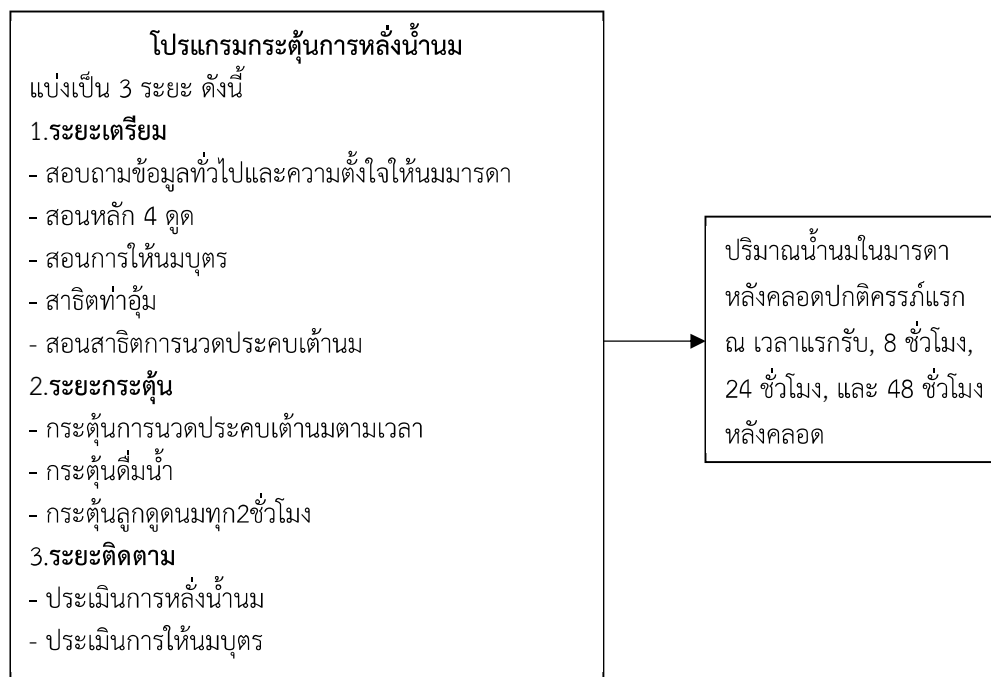 โปรแกรมกระตุ้นการหลั่งน้ำนม
แบ่งเป็น 3 ระยะ ดังนี้
1.ระยะเตรียม
- สอบถามข้อมูลทั่วไปและความตั้งใจให้นมมารดา
- สอนหลัก 4 ดูด
- สอนการให้นมบุตร
- สาธิตท่าอุ้ม
- สอนสาธิตการนวดประคบเต้านม
2.ระยะกระตุ้น
- กระตุ้นการนวดประคบเต้านมตามเวลา
- กระตุ้นดื่มน้ำ
- กระตุ้นลูกดูดนมทุก2ชั่วโมง
3.ระยะติดตาม
- ประเมินการหลั่งน้ำนม
- ประเมินการให้นมบุตร
ปริมาณน้ำนมในมารดา
หลังคลอดปกติครรภ์แรก
ณ เวลาแรกรับ, 8 ชั่วโมง,
24 ชั่วโมง, และ 48 ชั่วโมง
หลังคลอด